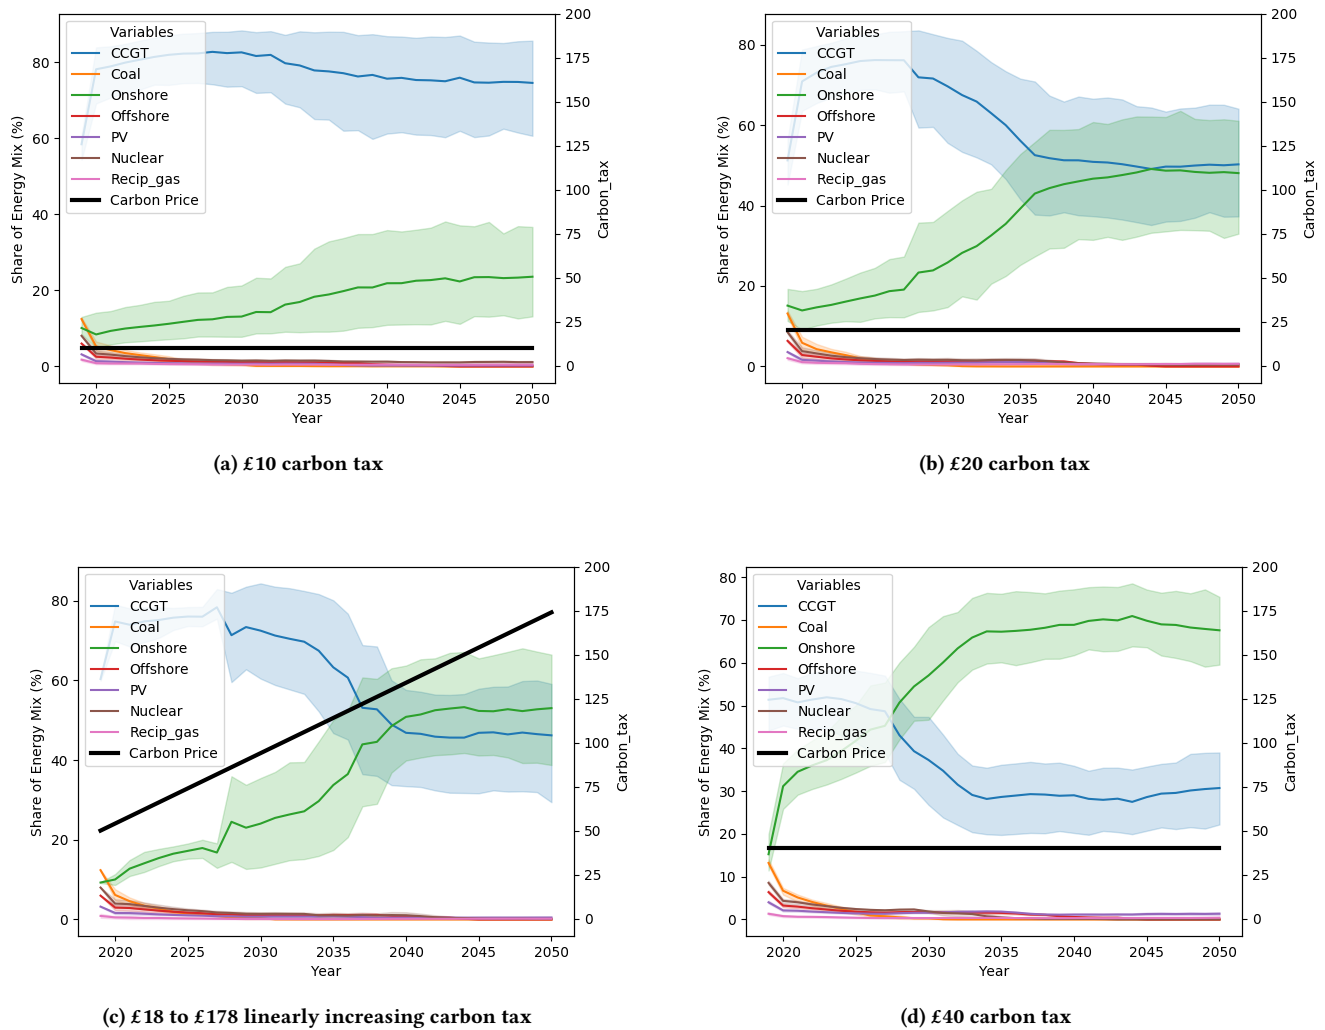 Variables
CCGT
Coal
Onshore
Offshore
PV
Nuclear
Recip_gas
Carbon Price
Share of Energy Mix (%)
80
60
40
20
0
200
175
150
125
100
75
50
25
0
Carbon_tax
2020 2025 2030 2035 2040 2045 2050
Year
(a) £10 carbon tax
Variables
CCGT
Coal
Onshore
Offshore
PV
Nuclear
Recip_gas
Carbon Price
Share of Energy Mix (%)
80
60
40
20
0
200
175
150
125
100
75
50
25
0
Carbon_tax
2020 2025 2030 2035 2040 2045 2050
Year
(b) £20 carbon tax
Variables
CCGT
Coal
Onshore
Offshore
PV
Nuclear
Recip_gas
Carbon Price
Share of Energy Mix (%)
80
60
40
20
0
200
175
150
125
100
75
50
25
0
Carbon_tax
2020 2025 2030 2035 2040 2045 2050
Year
(c) £18 to £178 linearly increasing carbon tax
Variables
CCGT
Coal
Onshore
Offshore
PV
Nuclear
Recip_gas
Carbon Price
Share of Energy Mix (%)
80
70
60
50
40
30
20
10
0
200
175
150
125
100
75
50
25
0
Carbon_tax
2020 2025 2030 2035 2040 2045 2050
Year
(d) £40 carbon tax